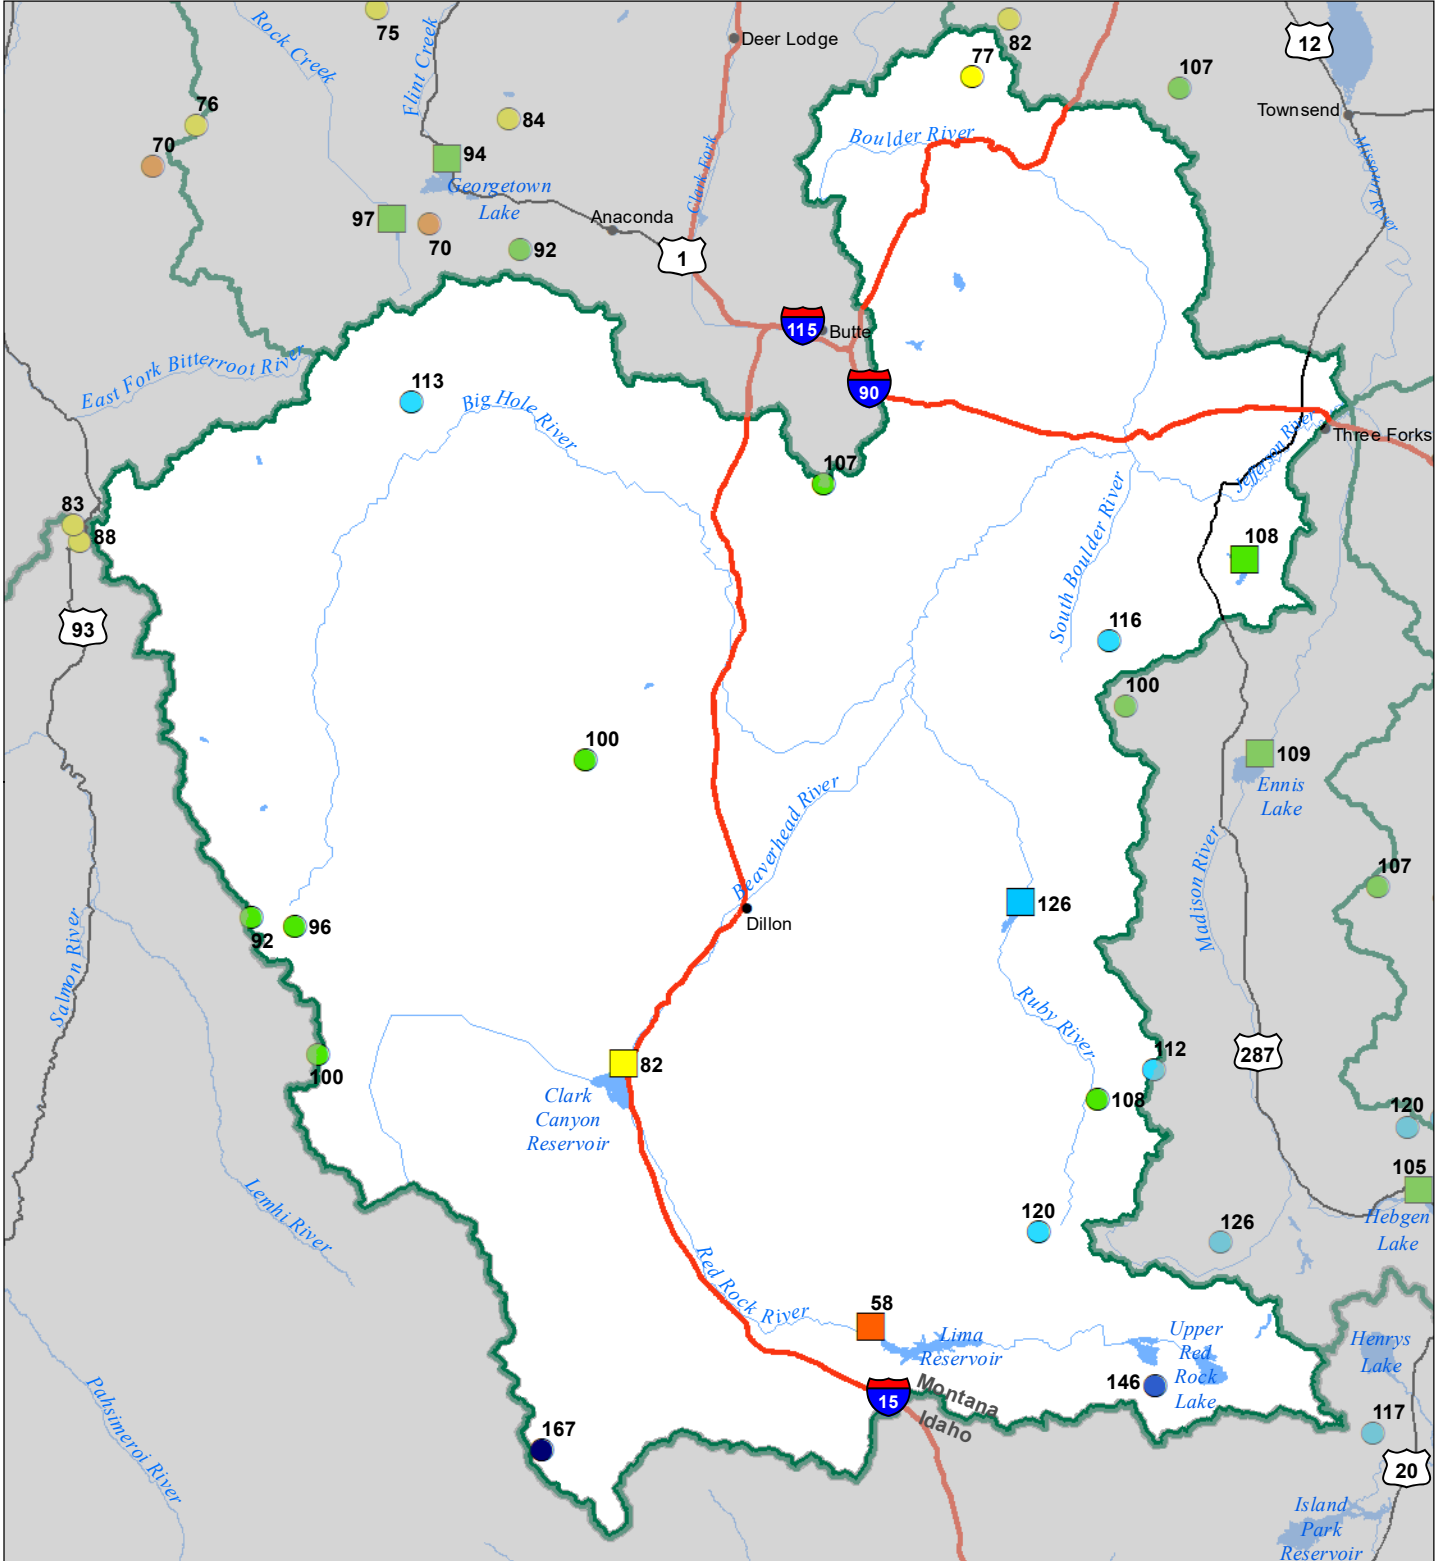 75
Rock Creek
Flint Creek
Deer Lodge
82
77
12
107
Townsend
76
84
70
94
Boulder River
Clark Fork
Missouri River
Georgetown
Lake
97
70
92
Anaconda
1
115
Butte
East Fork Bitterroot River
113
Big Hole River
90
Jefferson River
Three Forks
107
83
88
South Boulder River
108
93
116
100
100
109
Ennis
Lake
Beaverhead River
Madison River
107
126
92
96
Dillon
Salmon River
Ruby River
287
112
100
82
Clark
Canyon
Reservoir
108
120
105
Hebgen
Lake
Lemhi River
120
126
Red Rock River
58
Lima
Reservoir
Upper
Red
Rock
Lake
Henrys
Lake
146
15
Montana
Idaho
117
Pahsimeroi River
167
20
Island
Park
Reservoir